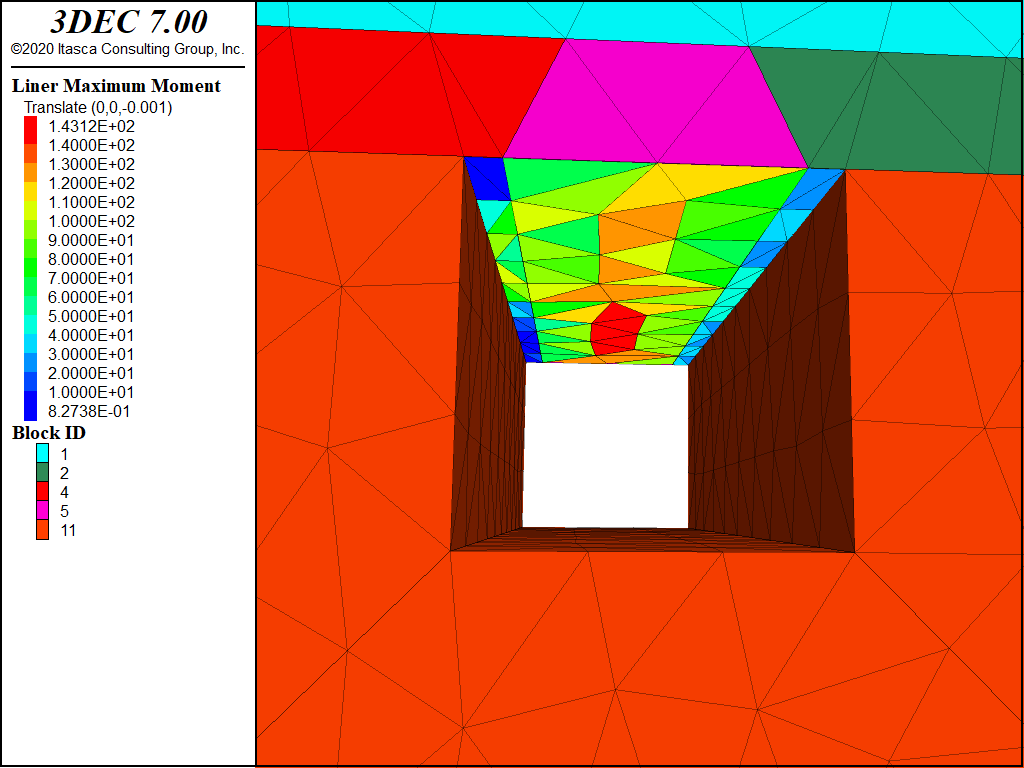 3DEC 7.00
©2020 Itasca Consulting Group, Inc.
Liner Maximum Moment
Translate (0,0,-0.001)
1.4312E+02
1.4000E+02
1.3000E+02
1.2000E+02
1.1000E+02
1.0000E+02
9.0000E+01
8.0000E+01
7.0000E+01
6.0000E+01
5.0000E+01
4.0000E+01
3.0000E+01
2.0000E+01
1.0000E+01
8.2738E-01
Block ID
1
2
4
5
11